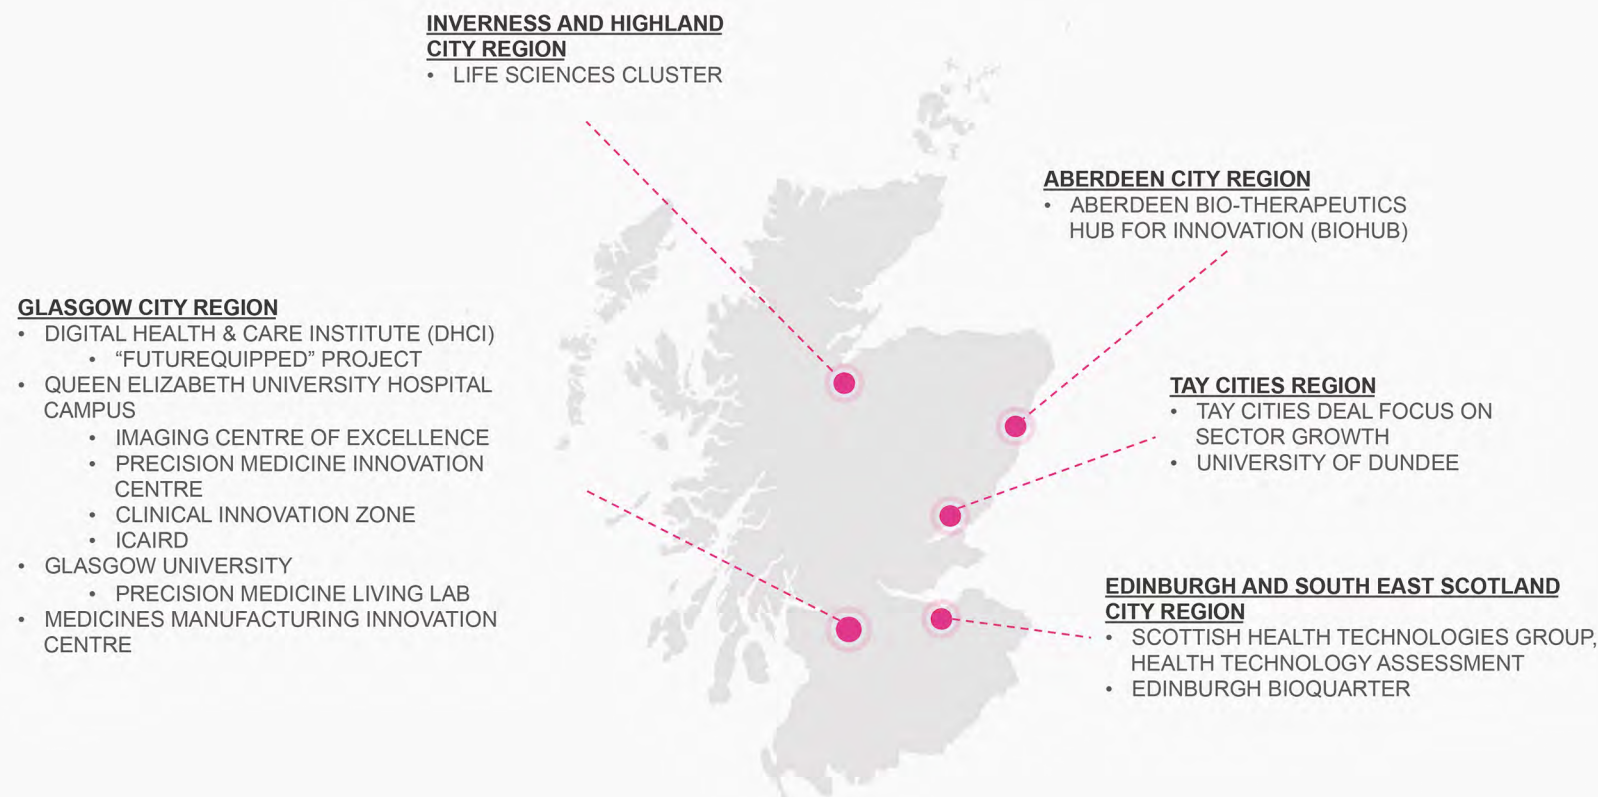 INVERNESS AND HIGHLAND
CITY REGION
• LIFE SCIENCES CLUSTER
ABERDEEN CITY REGION
• ABERDEEN BIO-THERAPEUTICS
HUB FOR INNOVATION (BIOHUB)
GLASGOW CITY REGION
• DIGITAL HEALTH & CARE INSTITUTE (DHCI)
• “FUTUREQUIPPED” PROJECT
• QUEEN ELIZABETH UNIVERSITY HOSPITAL
CAMPUS
• IMAGING CENTRE OF EXCELLENCE
• PRECISION MEDICINE INNOVATION
CENTRE
• CLINICAL INNOVATION ZONE
• ICAIRD
• GLASGOW UNIVERSITY
• PRECISION MEDICINE LIVING LAB
• MEDICINES MANUFACTURING INNOVATION
CENTRE
TAY CITIES REGION
• TAY CITIES DEAL FOCUS ON
SECTOR GROWTH
• UNIVERSITY OF DUNDEE
EDINBURGH AND SOUTH EAST SCOTLAND
CITY REGION
• SCOTTISH HEALTH TECHNOLOGIES GROUP,
HEALTH TECHNOLOGY ASSESSMENT
• EDINBURGH BIOQUARTER